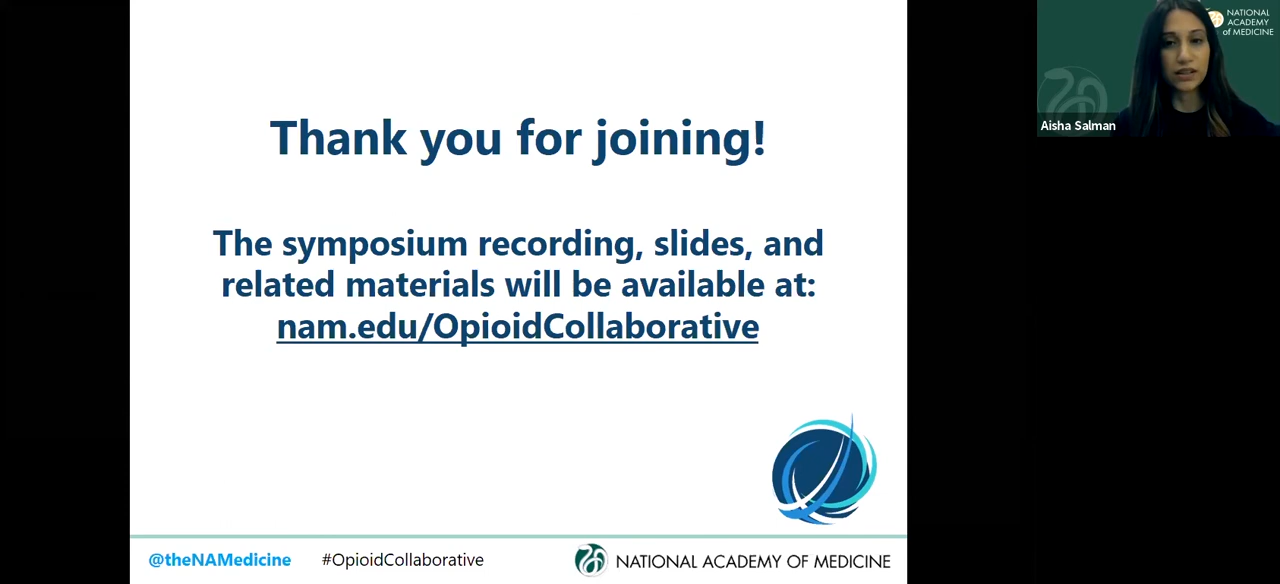 Thank you for joining!
The symposium recording, slides, and
related materials will be available at:
nam.edu/OpioidCollaborative
@theNAMedicine #OpioidCollaborative NATIONAL ACADEMY OF MEDICINE
NATIONAL
ACADEMY
of MEDICINE
Aisha Salman